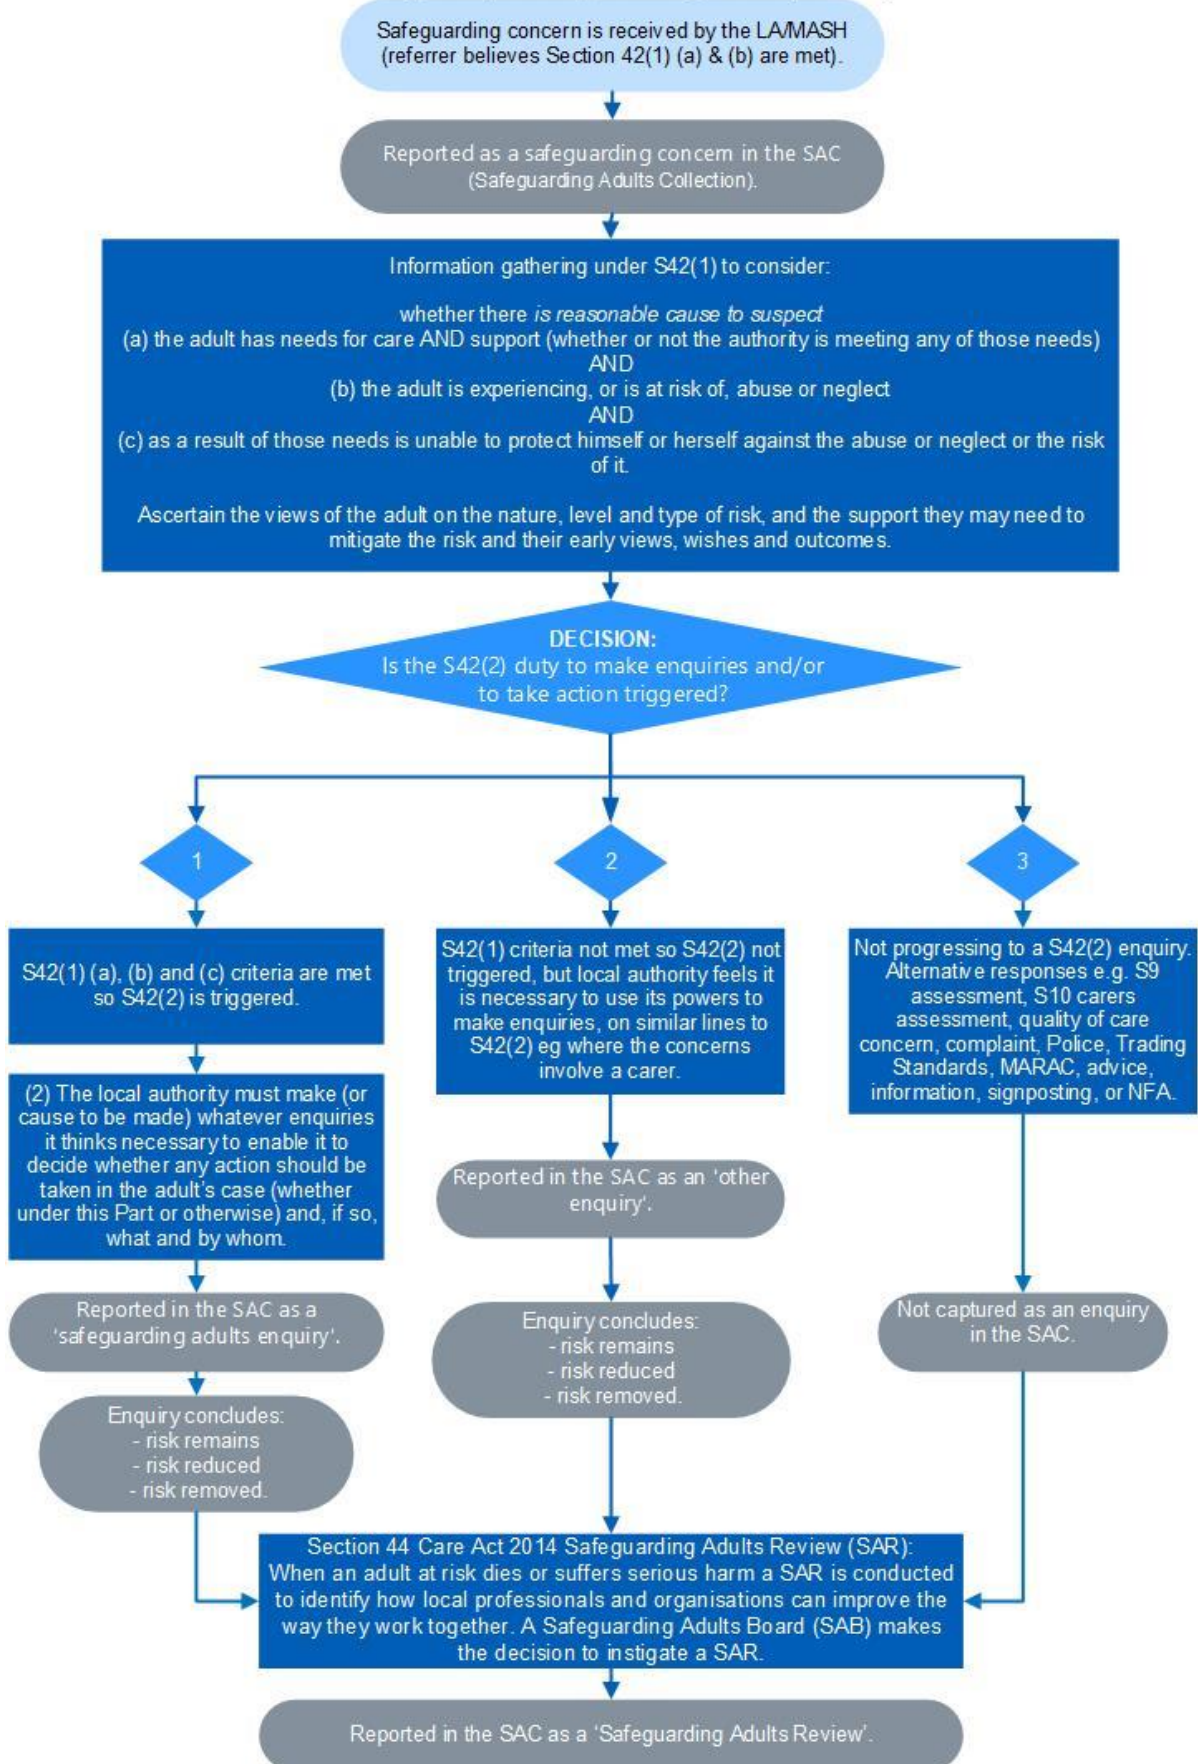 Safeguarding concern is received by the LA/MASH
(referrer believes Section 42(1) (a) & (b) are met).
Reported as a safeguarding concern in the SAC
(Safeguarding Adults Collection).
Information gathering under S42(1) to consider:
whether there is reasonable cause to suspect
(a) the adult has needs for care AND support (whether or not the authority is meeting any of those needs)
AND
(b) the adult is experiencing, or is at risk of, abuse or neglect
AND
(c) as a result of those needs is unable to protect himself or herself against the abuse or neglect or the risk
of it.
Ascertain the views of the adult on the nature, level and type of risk, and the support they may need to
mitigate the risk and their early views, wishes and outcomes.
DECISION:
Is the S42(2) duty to make enquiries and/or
to take action triggered?
1
S42(1) (a), (b) and (c) criteria are met
so S42(2) is triggered.
(2) The local authority must make (or
cause to be made) whatever enquiries
it thinks necessary to enable it to
decide whether any action should be
taken in the adult's case (whether
under this Part or otherwise) and, if so,
what and by whom.
Reported in the SAC as a
'safeguarding adults enquiry'.
Enquiry concludes:
- risk remains
- risk reduced
- risk removed.
2
S42(1) criteria not met so S42(2) not
triggered, but local authority feels it
is necessary to use its powers to
make enquiries, on similar lines to
S42(2) eg where the concerns
involve a carer.
Reported in the SAC as an 'other
enquiry'.
Enquiry concludes:
- risk remains
- risk reduced
- risk removed.
3
Not progressing to a S42(2) enquiry.
Alternative responses e.g. S9
assessment, S10 carers
assessment, quality of care
concern, complaint, Police, Trading
Standards, MARAC, advice,
information, signposting, or NFA.
Not captured as an enquiry
in the SAC.
Section 44 Care Act 2014 Safeguarding Adults Review (SAR):
When an adult at risk dies or suffers serious harm a SAR is conducted
to identify how local professionals and organisations can improve the
way they work together. A Safeguarding Adults Board (SAB) makes
the decision to instigate a SAR.
Reported in the SAC as a 'Safeguarding Adults Review'.